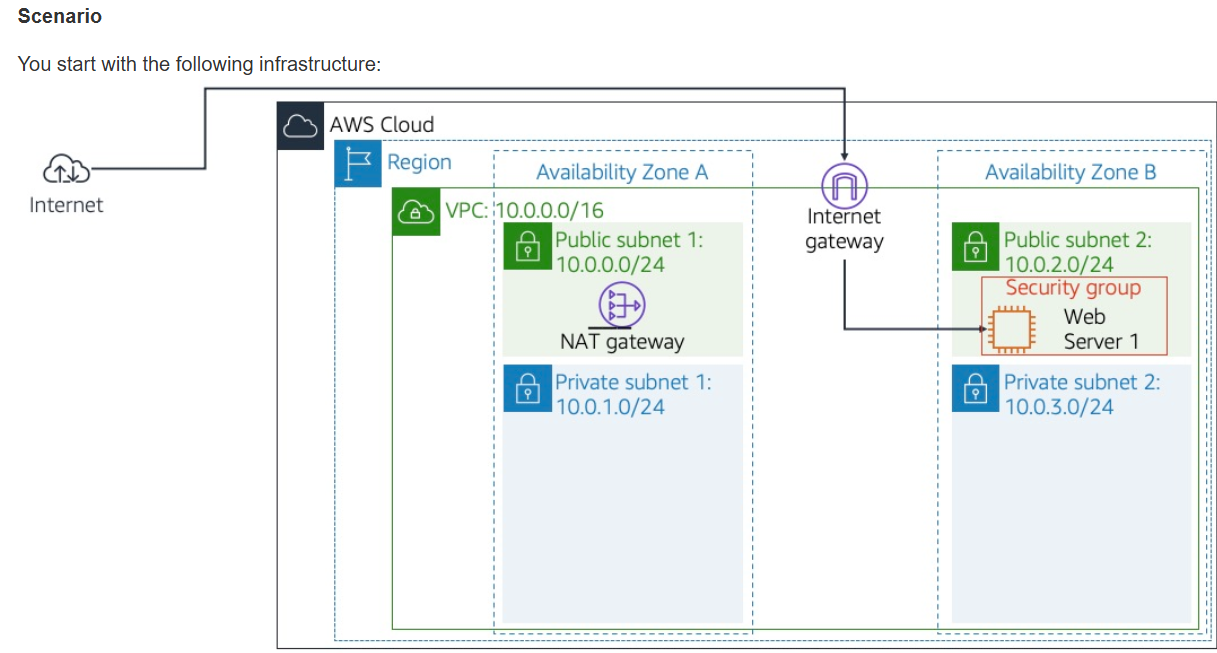 Scenario
You start with the following infrastructure:
AWS Cloud
Internet
Region
Availability Zone A
Availability Zone B
VPC: 10.0.0.0/16
Internet
gateway
Public subnet 1:
10.0.0.0/24
NAT gateway
Public subnet 2:
10.0.2.0/24
Security group
Web
Server 1
Private subnet 1:
10.0.1.0/24
Private subnet 2:
10.0.3.0/24